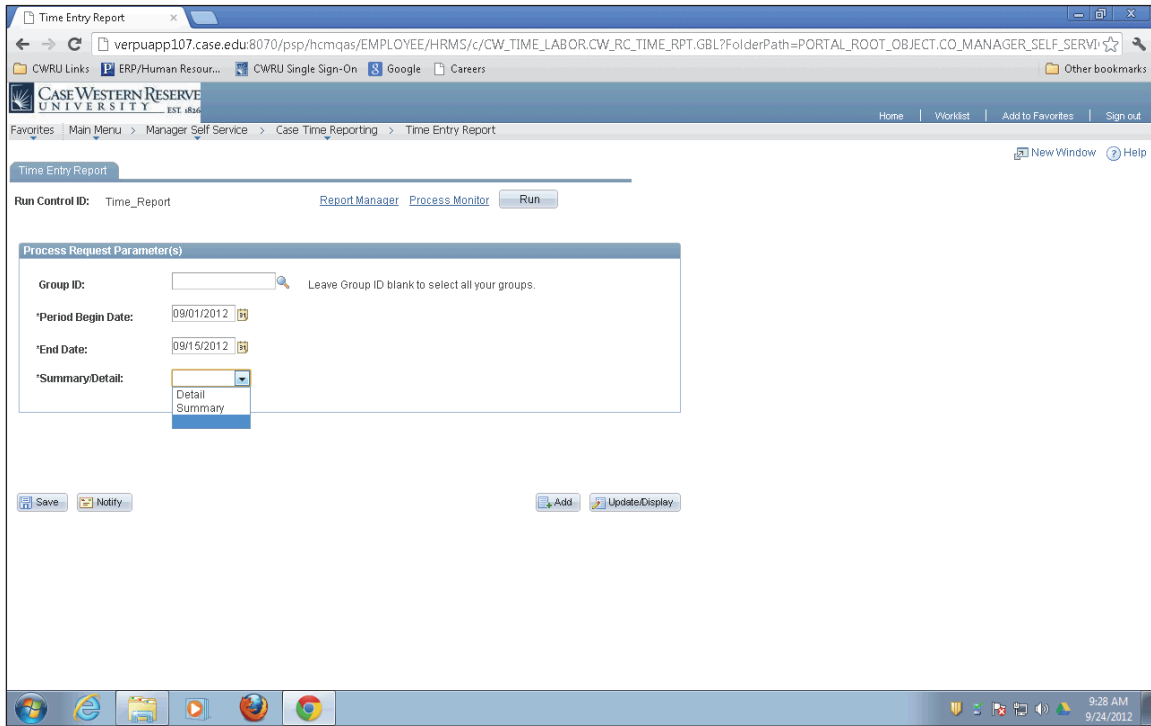 Time Entry Report
verpuapp107.case.edu:8070/psp/hcmqas/EMPLOYEE/HRMS/c/CW_TIME_LABOR.CW_RC_TIME_RPT.GBL?FolderPath=PORTAL_ROOT_OBJECT.CO_MANAGER_SELF_SERVI
CWRU Links ERP/Human Resour... CWRU Single Sign-On Google Careers Other bookmarks
CASE WESTERN RESERVE
UNIVERSITY EST. 1826
Home | Worklist | Add to Favorites | Sign out
Favorites Main Menu > Manager Self Service > Case Time Reporting > Time Entry Report
New Window Help
Time Entry Report
Run Control ID: Time_Report Report Manager Process Monitor Run
Process Request Parameter(s)
Group ID: Leave Group ID blank to select all your groups.
*Period Begin Date: 09/01/2012
*End Date: 09/15/2012
*Summary/Detail:
Detail
Summary
Save Notify Add Update/Display
9:28 AM
9/24/2012